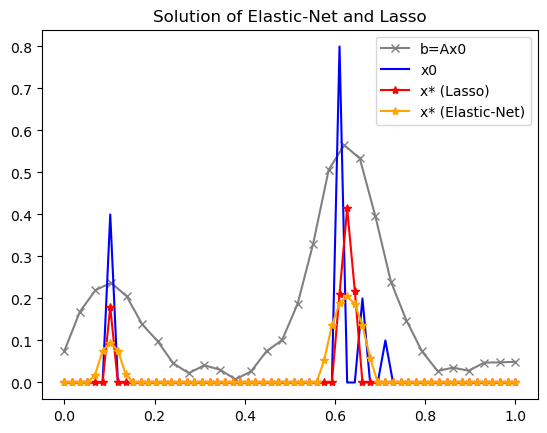 Solution of Elastic-Net and Lasso
b=Ax0
x0
x* (Lasso)
x* (Elastic-Net)
0.8
0.7
0.6
0.5
0.4
0.3
0.2
0.1
0.0
0.0 0.2 0.4 0.6 0.8 1.0